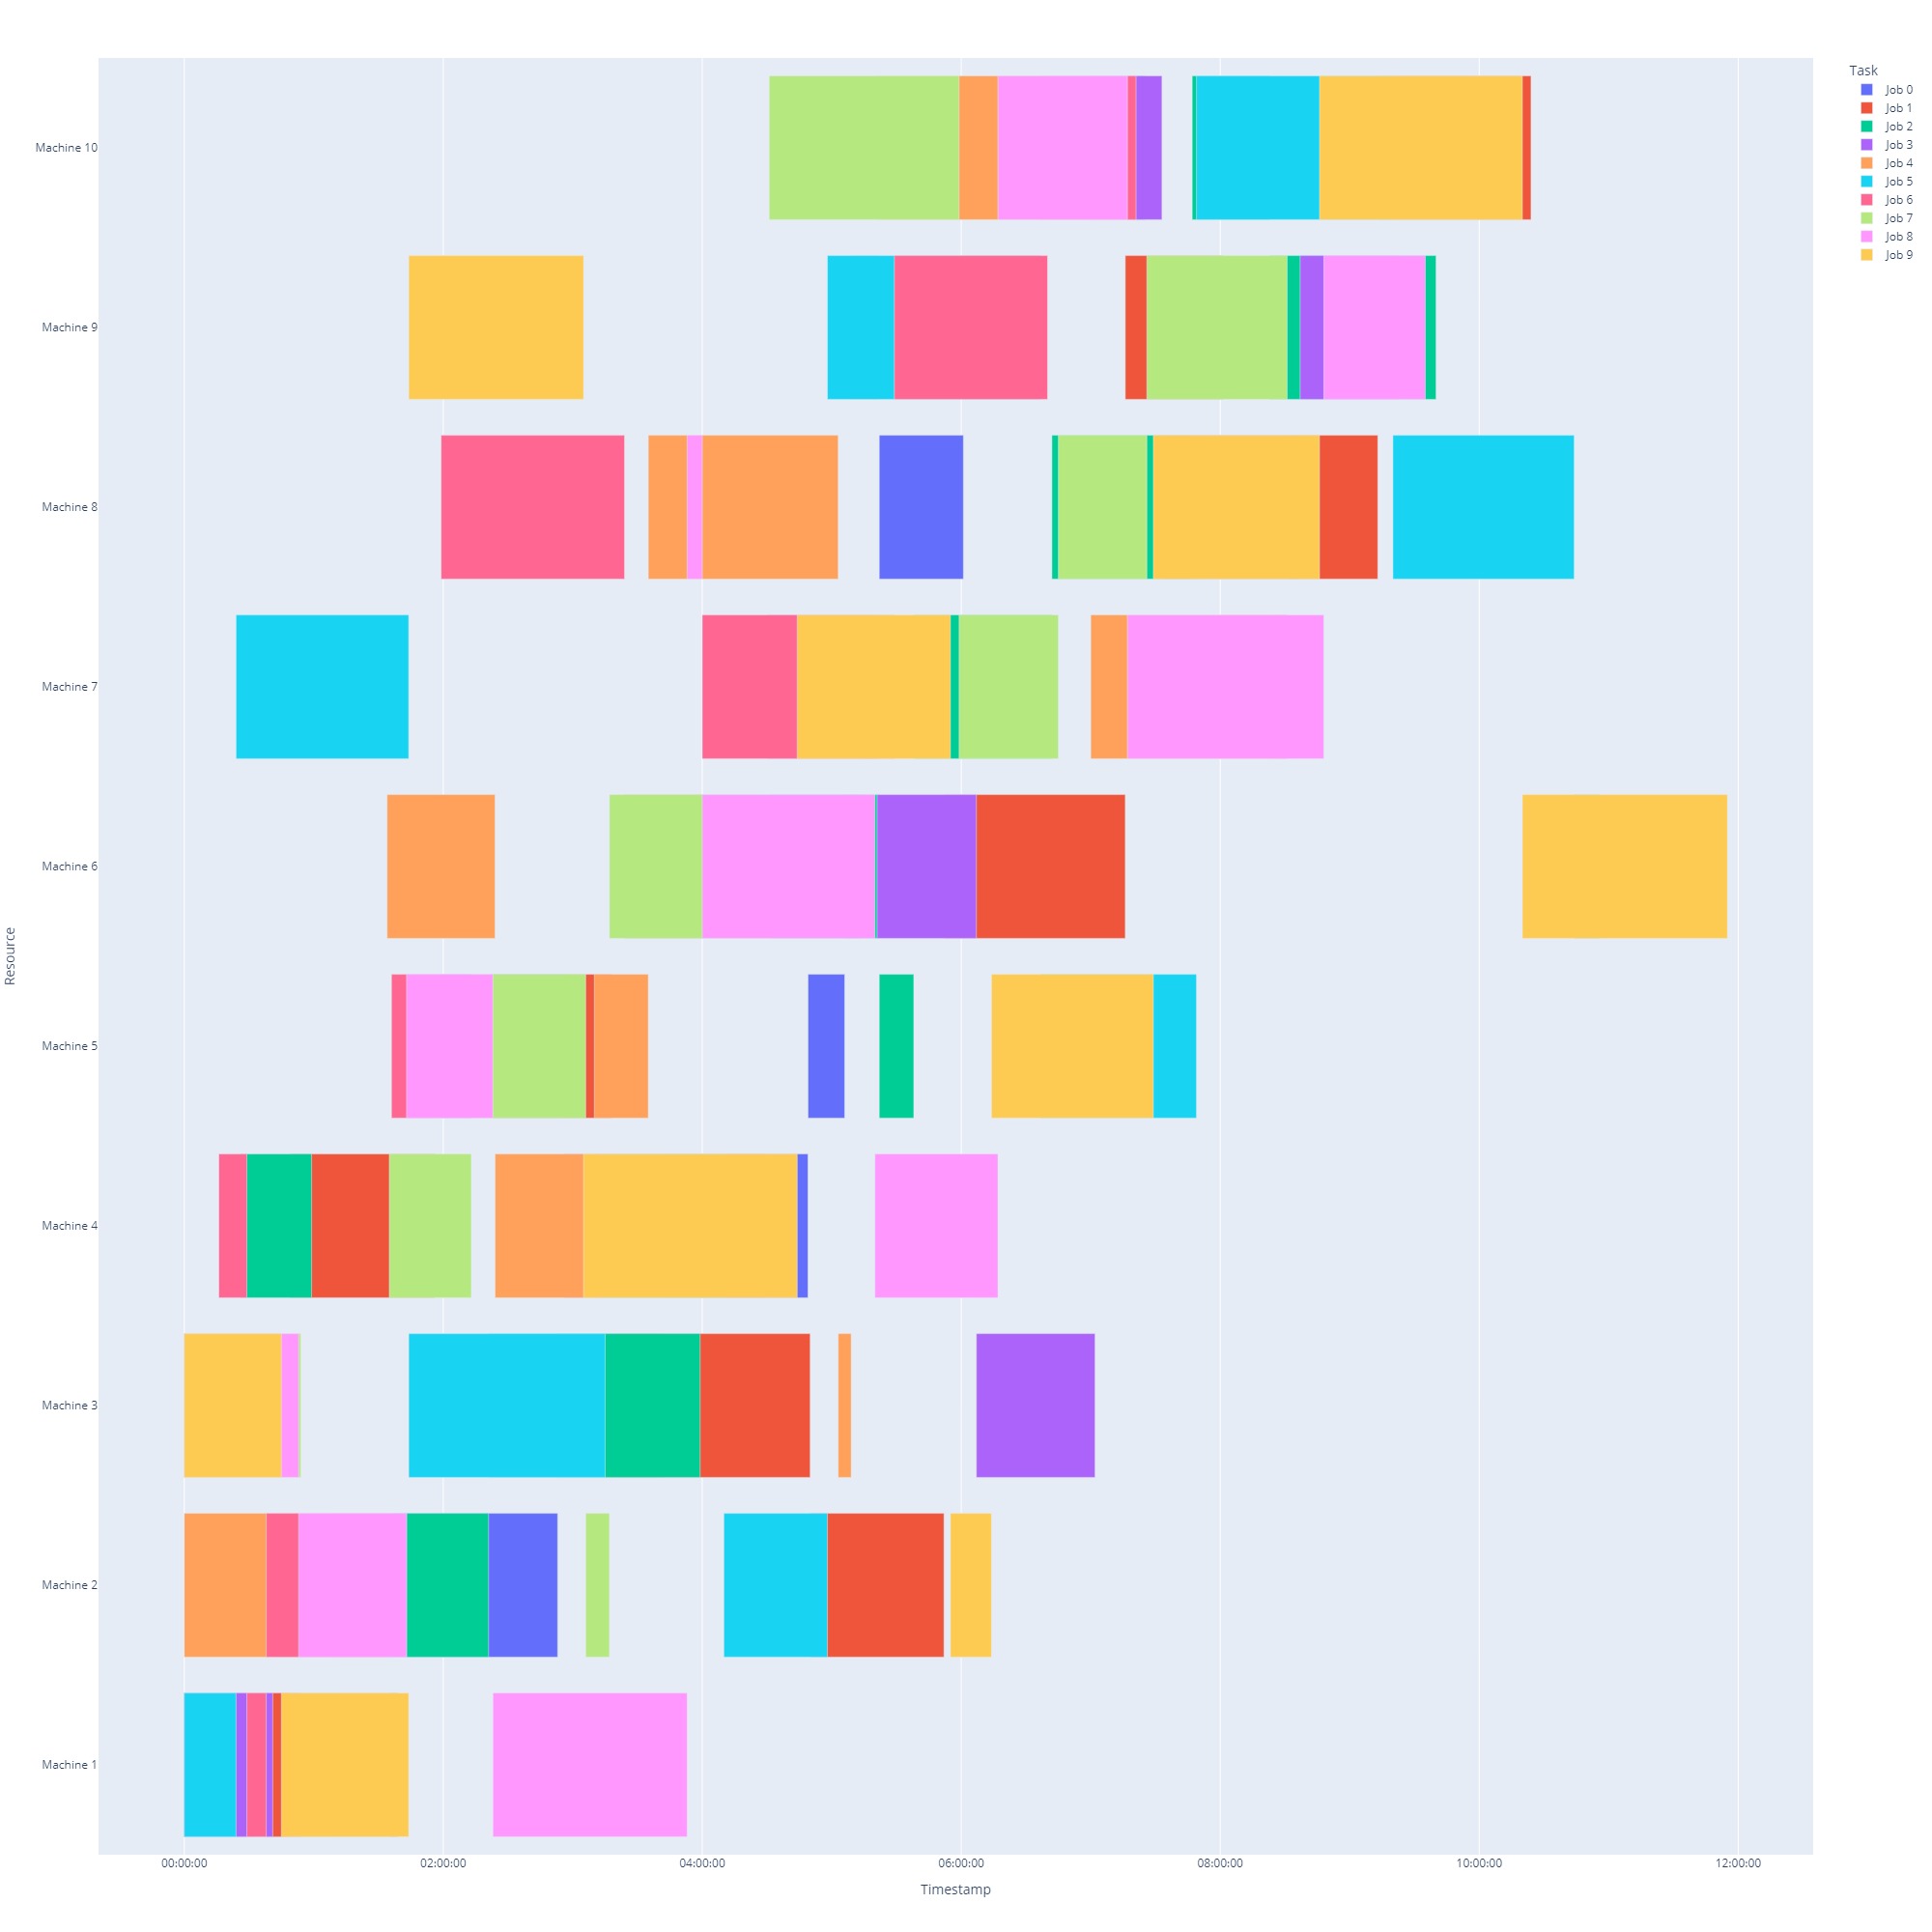 Task
Job 0
Job 1
Job 2
Job 3
Job 4
Job 5
Job 6
Job 7
Job 8
Job 9
Machine 10
Machine 9
Machine 8
Machine 7
Machine 6
Machine 5
Machine 4
Machine 3
Machine 2
Machine 1
Resource
00:00:00 02:00:00 04:00:00 06:00:00 08:00:00 10:00:00 12:00:00
Timestamp